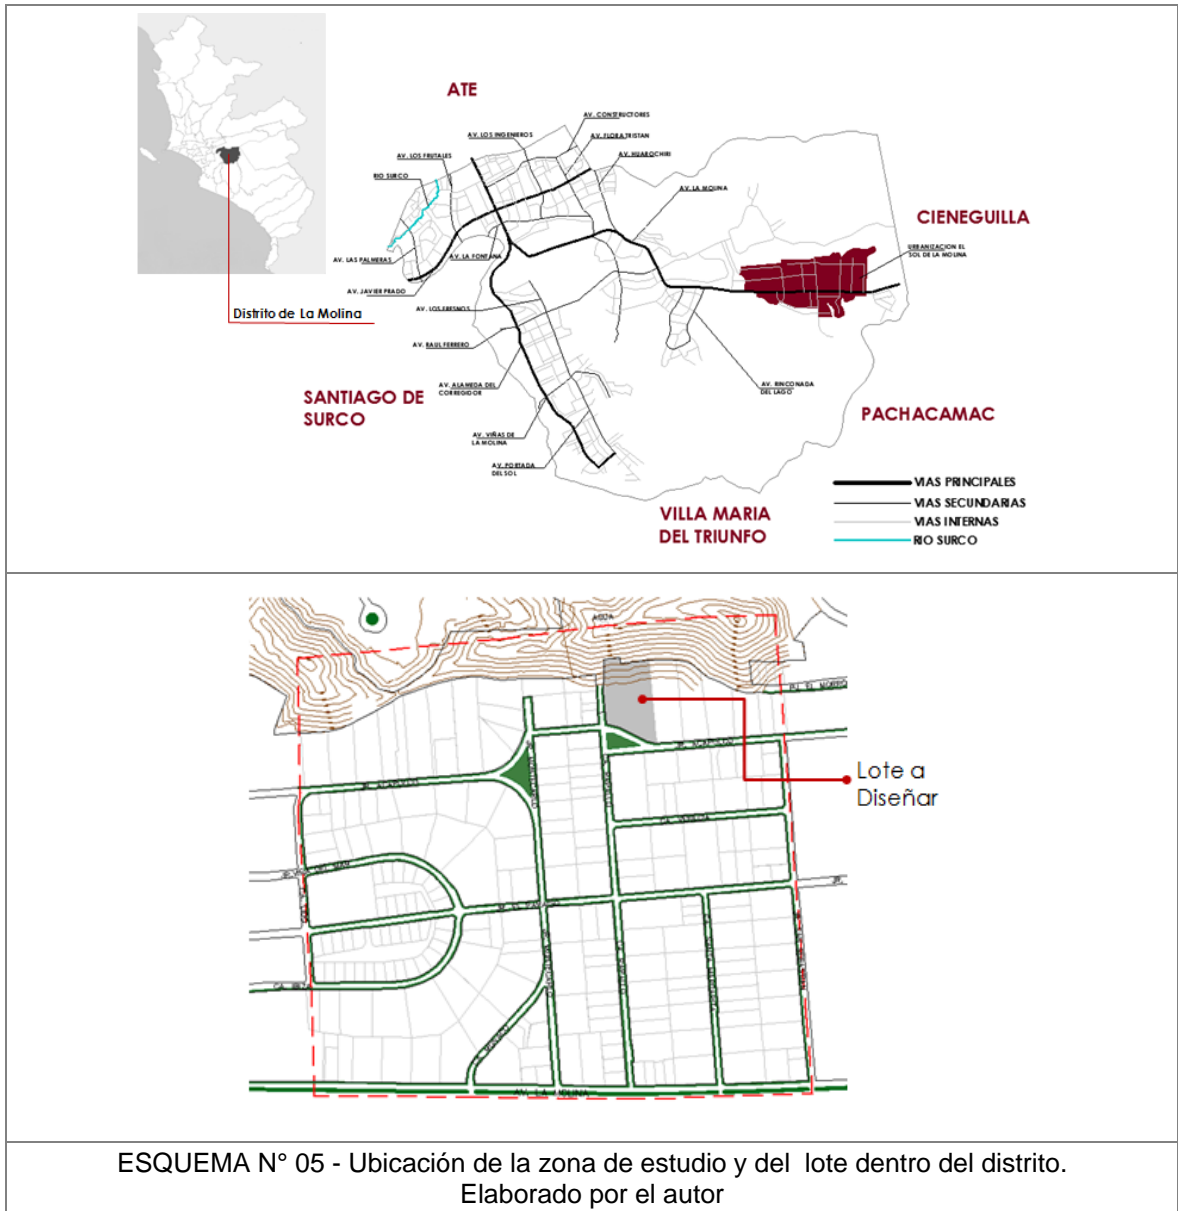 ATE
AV. CONSTRUCTORES
AV. LOS INGENIEROS
AV. FLORA TRISTAN
AV. LOS FRUTALES
AV. HUAROCHIRI
RIO SURCO
AV. LA MOLINA
CIENEGUILLA
URBANIZACION EL
SOL DE LA MOLINA
AV. LAS PALMERAS
AV. LA FONTANA
AV. JAVIER PRADO
Distrito de La Molina
AV. LOS FRESNOS
AV. RAUL FERRERO
AV. ALAMEDA DEL
CORREGIDOR
AV. RINCONADA
DEL LAGO
SANTIAGO DE
SURCO
PACHACAMAC
AV. VIÑAS DE
LA MOLINA
AV. PORTADA
DEL SOL
VILLA MARIA
DEL TRIUNFO
VIAS PRINCIPALES
VIAS SECUNDARIAS
VIAS INTERNAS
RIO SURCO
AGUA
JR. ACAPULCO
Lote a
Diseñar
JR. ACAPULCO
AV. LA MOLINA
ESQUEMA N° 05 - Ubicación de la zona de estudio y del lote dentro del distrito.
Elaborado por el autor